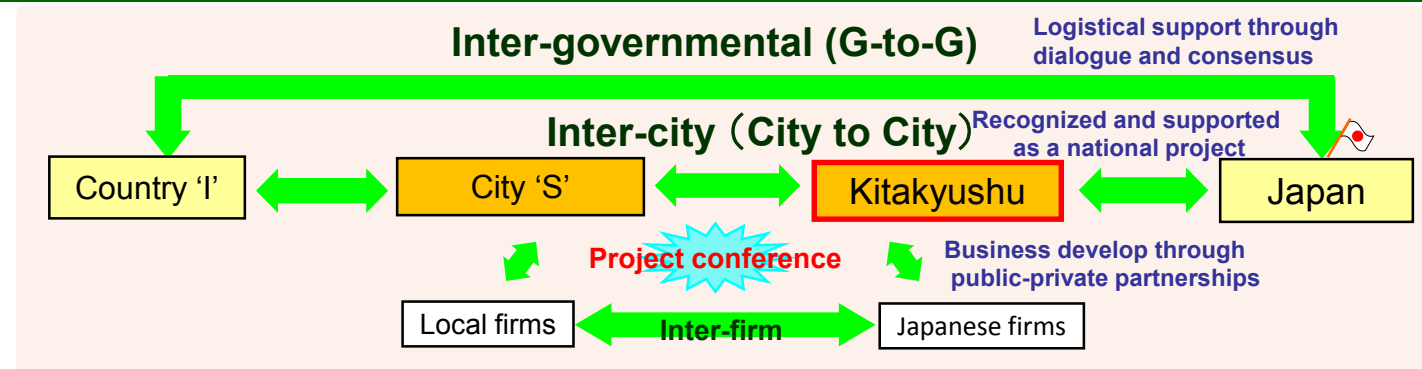 Inter-governmental (G-to-G)
Logistical support through
dialogue and consensus
Inter-city（City to City）
Recognized and supported
as a national project
Country ‘I’
City ‘S’
Kitakyushu
Japan
Project conference
Business develop through
public-private partnerships
Local firms
Inter-firm
Japanese firms